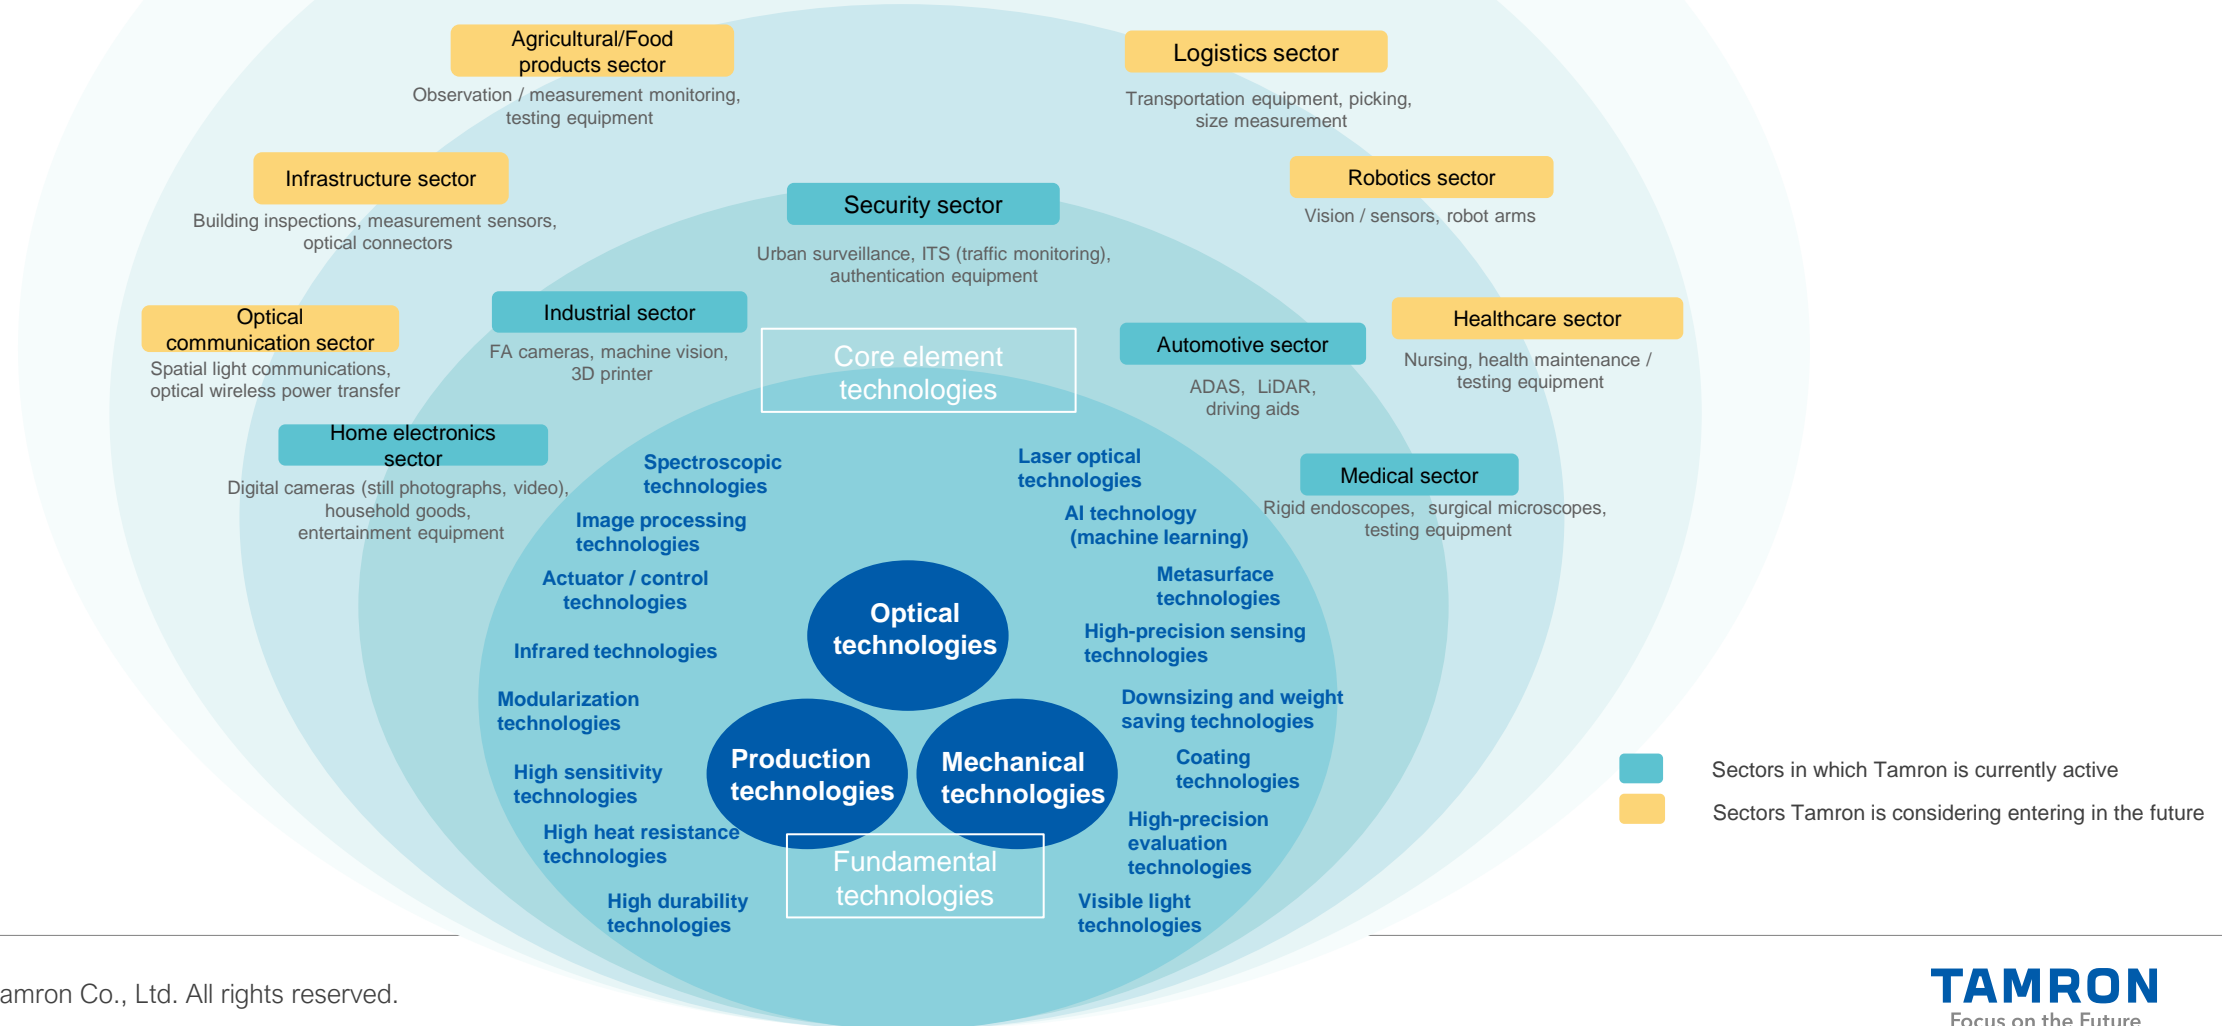 Agricultural/Food
products sector
Observation / measurement monitoring,
testing equipment
Logistics sector
Transportation equipment, picking,
size measurement
Infrastructure sector
Building inspections, measurement sensors,
optical connectors
Security sector
Urban surveillance, ITS (traffic monitoring),
authentication equipment
Robotics sector
Vision / sensors, robot arms
Optical
communication sector
Spatial light communications,
optical wireless power transfer
Industrial sector
FA cameras, machine vision,
3D printer
Core element
technologies
Automotive sector
ADAS, LiDAR,
driving aids
Healthcare sector
Nursing, health maintenance /
testing equipment
Home electronics
sector
Digital cameras (still photographs, video),
household goods,
entertainment equipment
Medical sector
Rigid endoscopes, surgical microscopes,
testing equipment
Spectroscopic
technologies
Image processing
technologies
Actuator / control
technologies
Infrared technologies
Modularization
technologies
High sensitivity
technologies
High heat resistance
technologies
High durability
technologies
Laser optical
technologies
AI technology
(machine learning)
Metasurface
technologies
High-precision sensing
technologies
Downsizing and weight
saving technologies
Coating
technologies
High-precision
evaluation
technologies
Visible light
technologies
Optical
technologies
Production
technologies
Mechanical
technologies
Fundamental
technologies
Sectors in which Tamron is currently active
Sectors Tamron is considering entering in the future
amron Co., Ltd. All rights reserved.
TAMRON
Focus on the Future